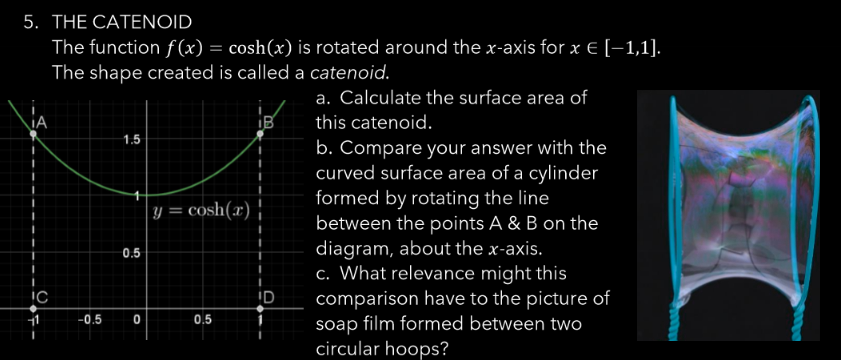 5. THE CATENOID
The function f(x) = cosh(x) is rotated around the x-axis for x ∈ [−1,1].
The shape created is called a catenoid.
a. Calculate the surface area of
this catenoid.
b. Compare your answer with the
curved surface area of a cylinder
formed by rotating the line
between the points A & B on the
diagram, about the x-axis.
c. What relevance might this
comparison have to the picture of
soap film formed between two
circular hoops?
A
B
1.5
1
y = cosh(x)
0.5
C
D
-1
-0.5
0
0.5
1